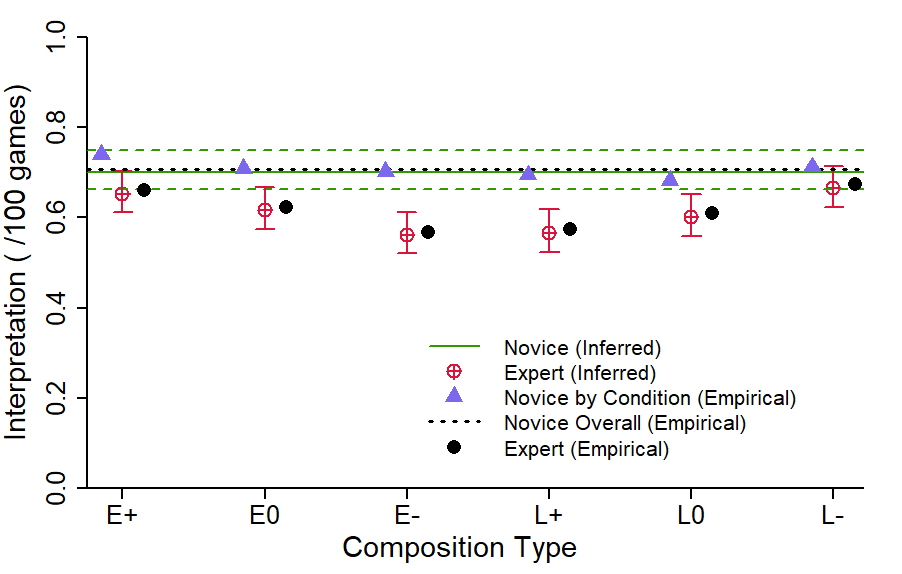 1.0
0.8
0.6
0.4
0.2
0.0
Interpretation ( /100 games)
Novice (Inferred)
Expert (Inferred)
Novice by Condition (Empirical)
Novice Overall (Empirical)
Expert (Empirical)
E+ E0 E- L+ L0 L-
Composition Type